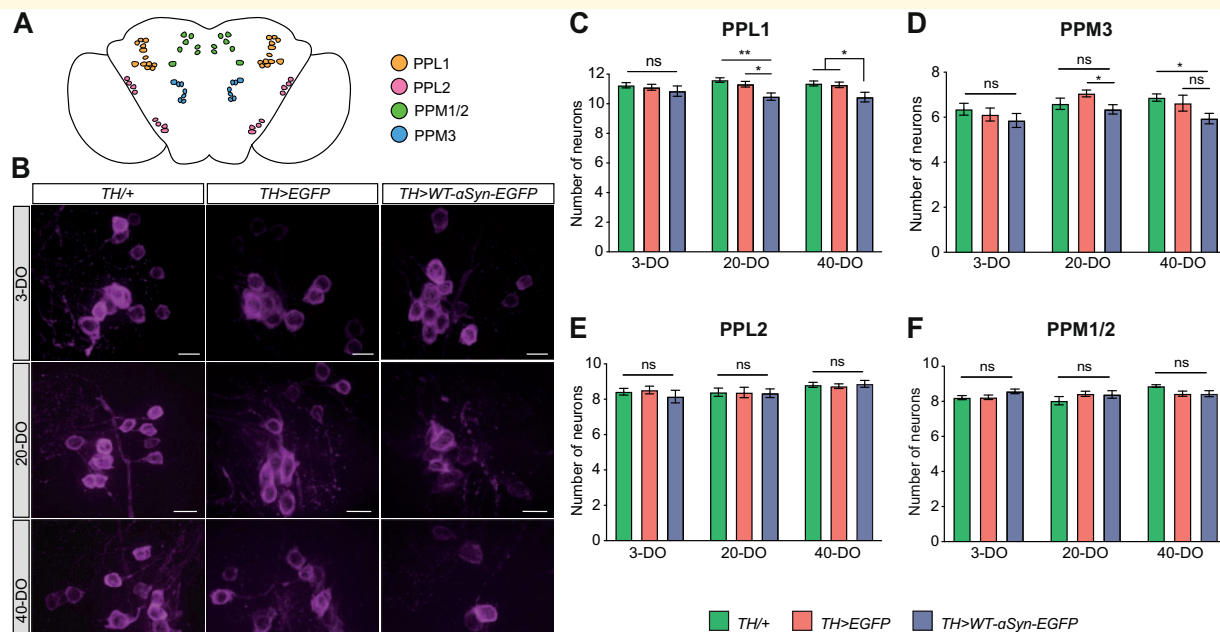 A
PPL1
PPL2
PPM1/2
PPM3
B
TH/+
TH>EGFP
TH>WT-αSyn-EGFP
3-DO
20-DO
40-DO
C
PPL1
Number of neurons
12
10
8
6
4
2
0
ns
**
*
*
3-DO
20-DO
40-DO
D
PPM3
Number of neurons
8
6
4
2
0
ns
ns
*
*
ns
3-DO
20-DO
40-DO
E
PPL2
Number of neurons
10
8
6
4
2
0
ns
ns
ns
3-DO
20-DO
40-DO
F
PPM1/2
Number of neurons
10
8
6
4
2
0
ns
ns
ns
3-DO
20-DO
40-DO
TH/+
TH>EGFP
TH>WT-αSyn-EGFP